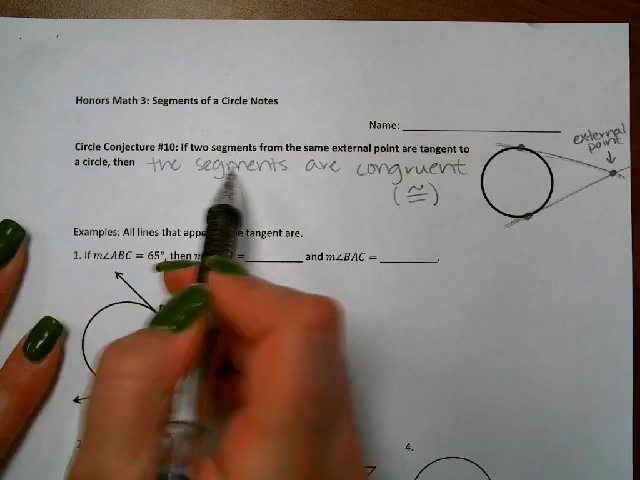 Honors Math 3: Segments of a Circle Notes
Name:
Circle Conjecture #10: If two segments from the same external point are tangent to
a circle, then the segments are congruent
(≅)
external
point
Examples: All lines that tangent are.
1. If m∠ABC = 65°, then = and m∠BAC = .
4.